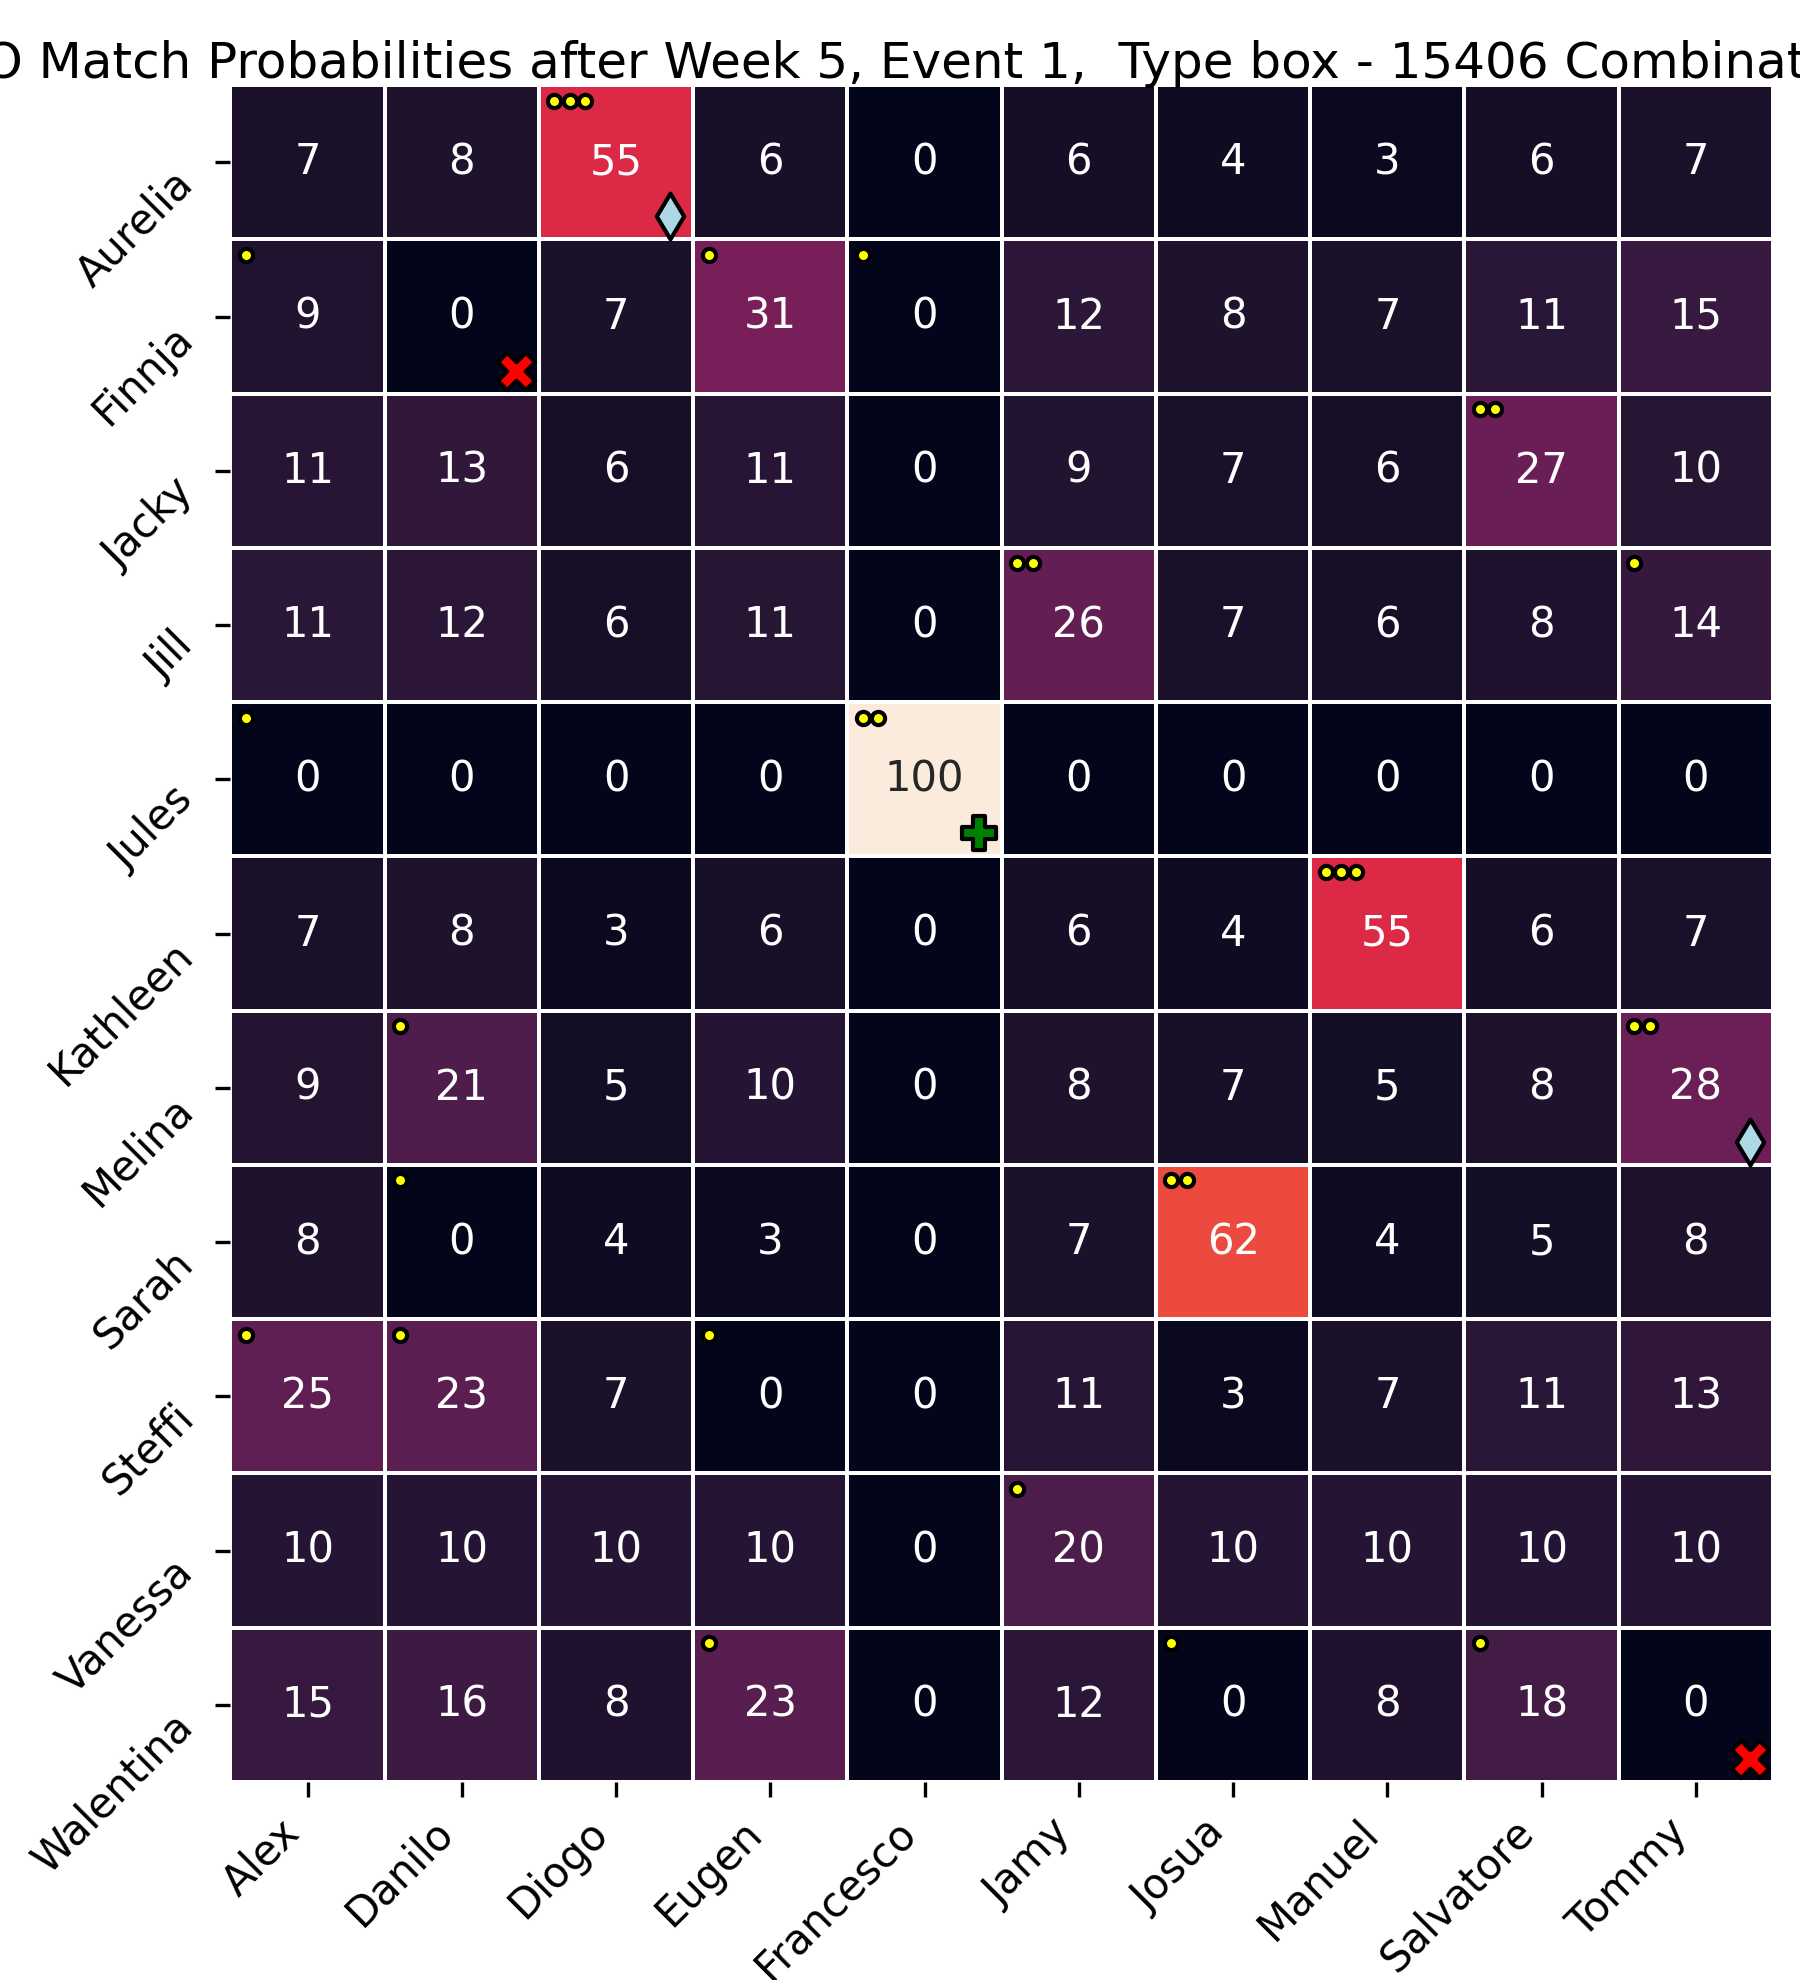 O Match Probabilities after Week 5, Event 1, Type box - 15406 Combinat
Aurelia 7 8 55 6 0 6 4 3 6 7
Finnja 9 0 7 31 0 12 8 7 11 15
Jacky 11 13 6 11 0 9 7 6 27 10
Jill 11 12 6 11 0 26 7 6 8 14
Jules 0 0 0 0 100 0 0 0 0 0
Kathleen 7 8 3 6 0 6 4 55 6 7
Melina 9 21 5 10 0 8 7 5 8 28
Sarah 8 0 4 3 0 7 62 4 5 8
Steffi 25 23 7 0 0 11 3 7 11 13
Vanessa 10 10 10 10 0 20 10 10 10 10
Walentina 15 16 8 23 0 12 0 8 18 0
Alex Danilo Diogo Eugen Francesco Jamy Josua Manuel Salvatore Tommy